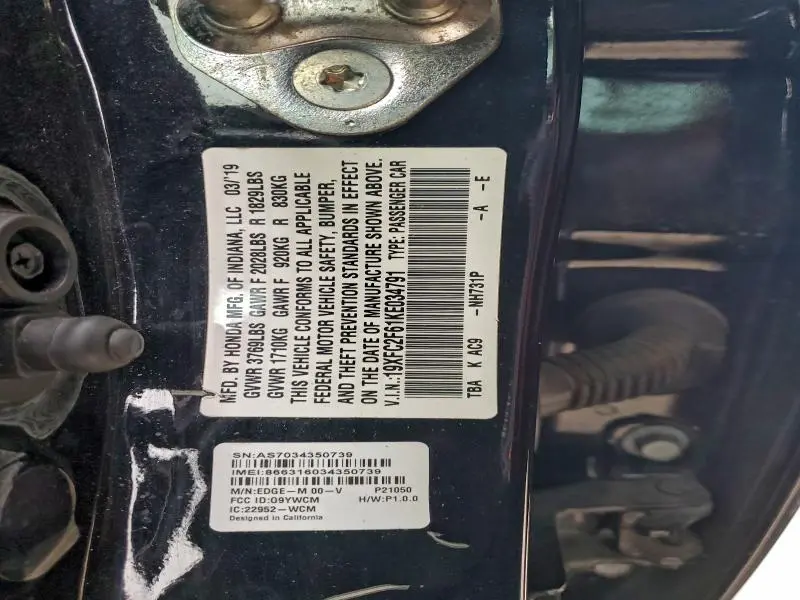 MFD. BY HONDA MFG. OF INDIANA, LLC 03/'19
GVWR 3769LBS GAWR F 2028LBS R 1829LBS
GVWR 1710KG GAWR F 920KG R 830KG
THIS VEHICLE CONFORMS TO ALL APPLICABLE
FEDERAL MOTOR VEHICLE SAFETY, BUMPER,
AND THEFT PREVENTION STANDARDS IN EFFECT
ON THE DATE OF MANUFACTURE SHOWN ABOVE.
V.I.N.:19XFC2F61KE034791 TYPE: PASSENGER CAR
TBA K AC9 -NH731P -A -E
SN:AS7034350739
IMEI:866316034350739
M/N:EDGE-M 00-V P21050
FCC ID:O9YWCM H/W:P1.0.0
IC:22952-WCM
Designed in California